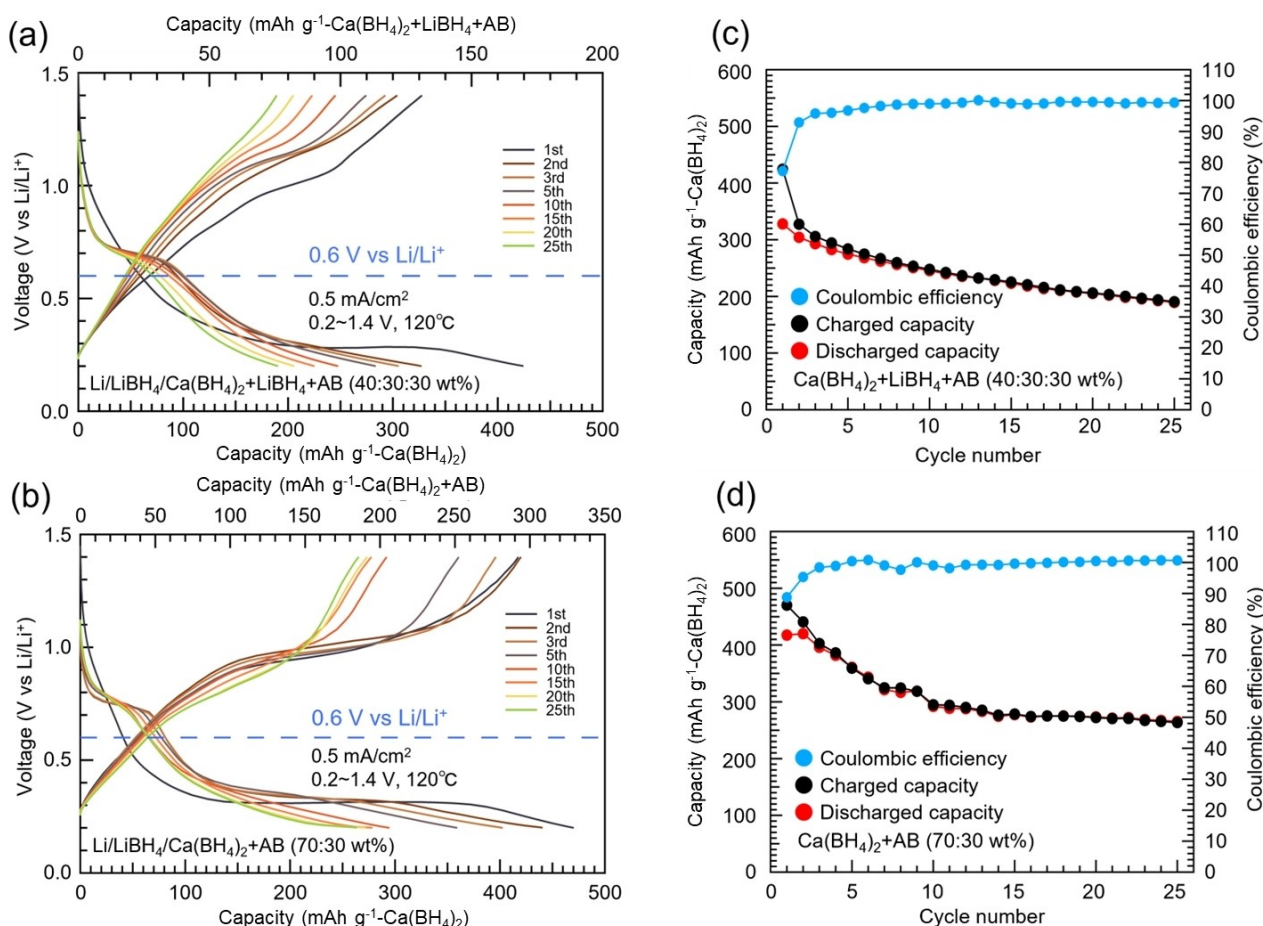 (a)
Capacity (mAh g⁻¹-Ca(BH₄)₂+LiBH₄+AB)
0 50 100 150 200
1.5
1.0
0.5
0.0
Voltage (V vs Li/Li⁺)
1st
2nd
3rd
5th
10th
15th
20th
25th
0.6 V vs Li/Li⁺
0.5 mA/cm²
0.2~1.4 V, 120℃
Li/LiBH₄/Ca(BH₄)₂+LiBH₄+AB (40:30:30 wt%)
0 100 200 300 400 500
Capacity (mAh g⁻¹-Ca(BH₄)₂)
(c)
600
500
400
300
200
100
0
Capacity (mAh g⁻¹-Ca(BH₄)₂)
110
100
90
80
70
60
50
40
30
20
10
0
Coulombic efficiency (%)
Coulombic efficiency
Charged capacity
Discharged capacity
Ca(BH₄)₂+LiBH₄+AB (40:30:30 wt%)
0 5 10 15 20 25
Cycle number
(b)
Capacity (mAh g⁻¹-Ca(BH₄)₂+AB)
0 50 100 150 200 250 300 350
1.5
1.0
0.5
0.0
Voltage (V vs Li/Li⁺)
1st
2nd
3rd
5th
10th
15th
20th
25th
0.6 V vs Li/Li⁺
0.5 mA/cm²
0.2~1.4 V, 120℃
Li/LiBH₄/Ca(BH₄)₂+AB (70:30 wt%)
0 100 200 300 400 500
Capacity (mAh g⁻¹-Ca(BH₄)₂)
(d)
600
500
400
300
200
100
0
Capacity (mAh g⁻¹-Ca(BH₄)₂)
110
100
90
80
70
60
50
40
30
20
10
0
Coulombic efficiency (%)
Coulombic efficiency
Charged capacity
Discharged capacity
Ca(BH₄)₂+AB (70:30 wt%)
0 5 10 15 20 25
Cycle number